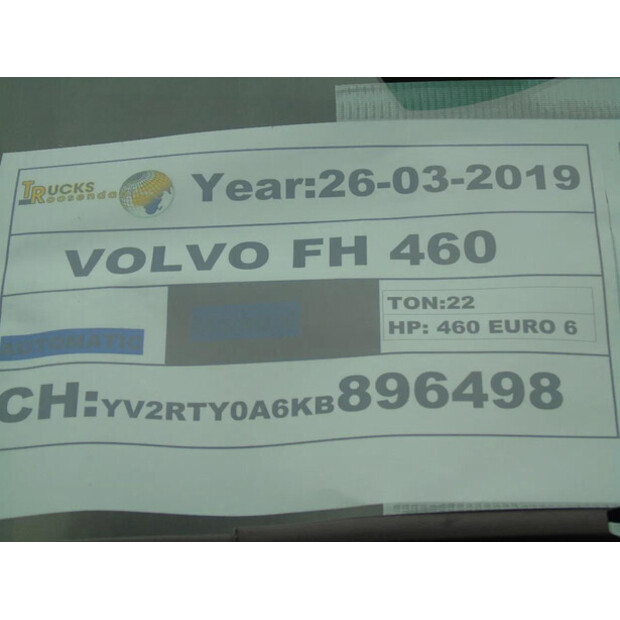 TRUCKS
Roosendaal
Year:26-03-2019
VOLVO FH 460
TON:22
HP: 460 EURO 6
AUTOMATIC
CH:YV2RTY0A6KB896498